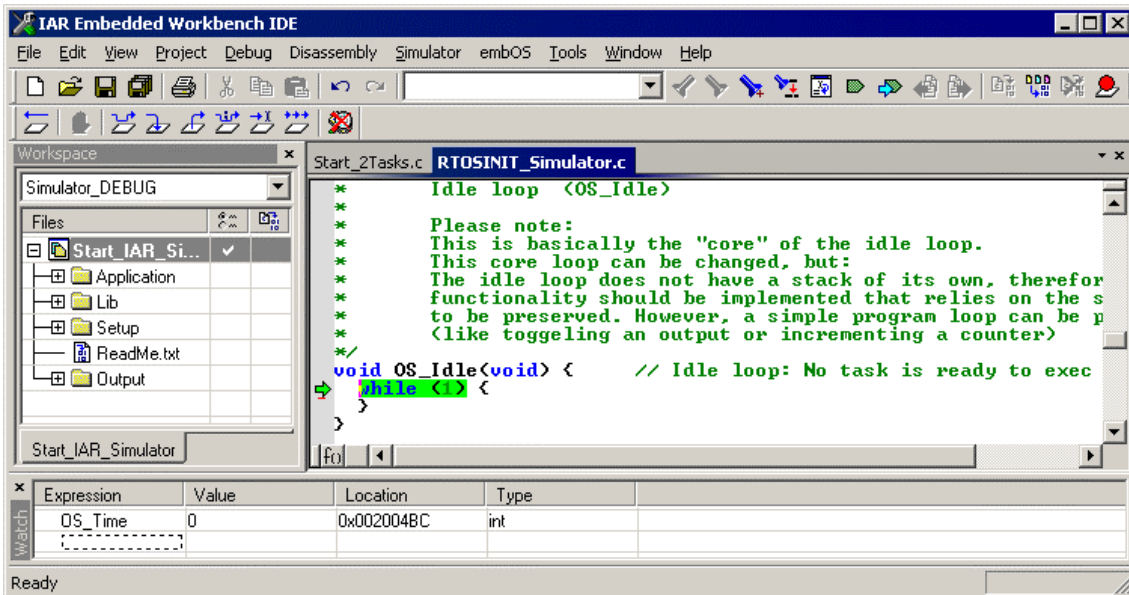 IAR Embedded Workbench IDE
File Edit View Project Debug Disassembly Simulator embOS Tools Window Help
Workspace
Simulator_DEBUG
Files
Start_IAR_Si...
Application
Lib
Setup
ReadMe.txt
Output
Start_IAR_Simulator
Start_2Tasks.c RTOSINIT_Simulator.c
* Idle loop (OS_Idle)
*
* Please note:
* This is basically the "core" of the idle loop.
* This core loop can be changed, but:
* The idle loop does not have a stack of its own, therefor
* functionality should be implemented that relies on the s
* to be preserved. However, a simple program loop can be p
* (like toggeling an output or incrementing a counter)
*/
void OS_Idle(void) { // Idle loop: No task is ready to exec
while (1) {
}
}
fo
Watch
Expression Value Location Type
OS_Time 0 0x002004BC int
Ready